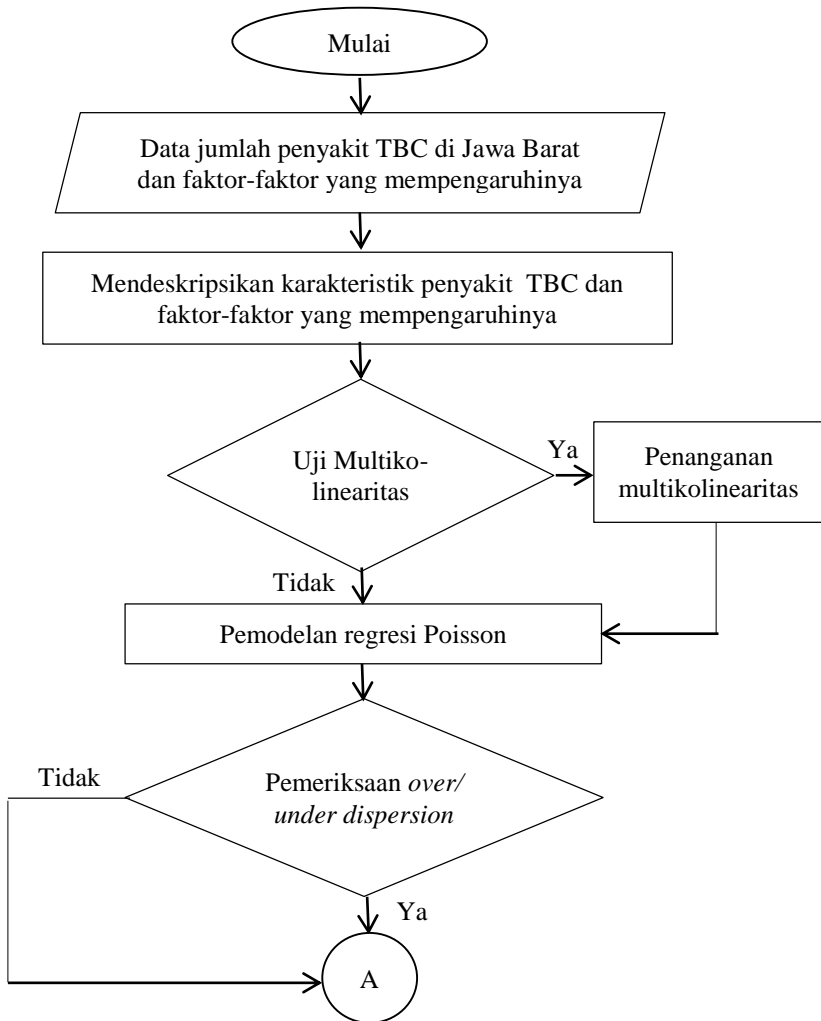 Mulai
Data jumlah penyakit TBC di Jawa Barat
dan faktor-faktor yang mempengaruhinya
Mendeskripsikan karakteristik penyakit TBC dan
faktor-faktor yang mempengaruhinya
Uji Multiko-
linearitas
Ya
Penanganan
multikolinearitas
Tidak
Pemodelan regresi Poisson
Tidak
Pemeriksaan over/
under dispersion
Ya
A